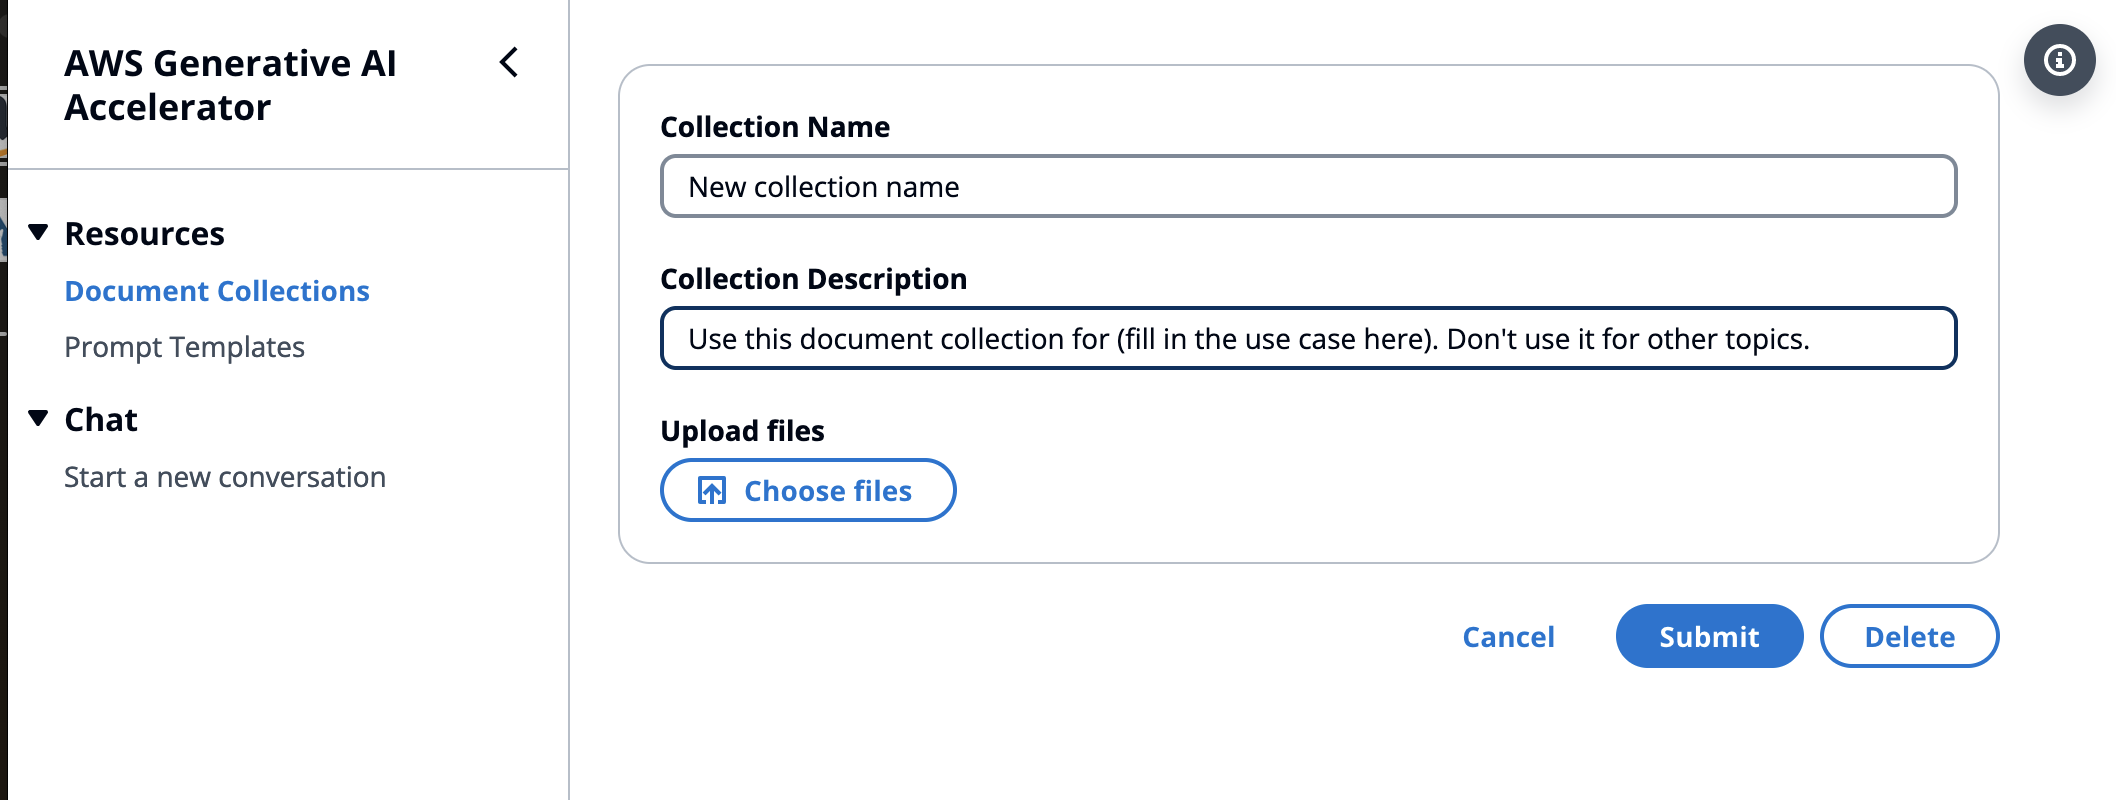 AWS Generative AI
Accelerator
Resources
Document Collections
Prompt Templates
Chat
Start a new conversation
Collection Name
New collection name
Collection Description
Use this document collection for (fill in the use case here). Don't use it for other topics.
Upload files
Choose files
Cancel
Submit
Delete